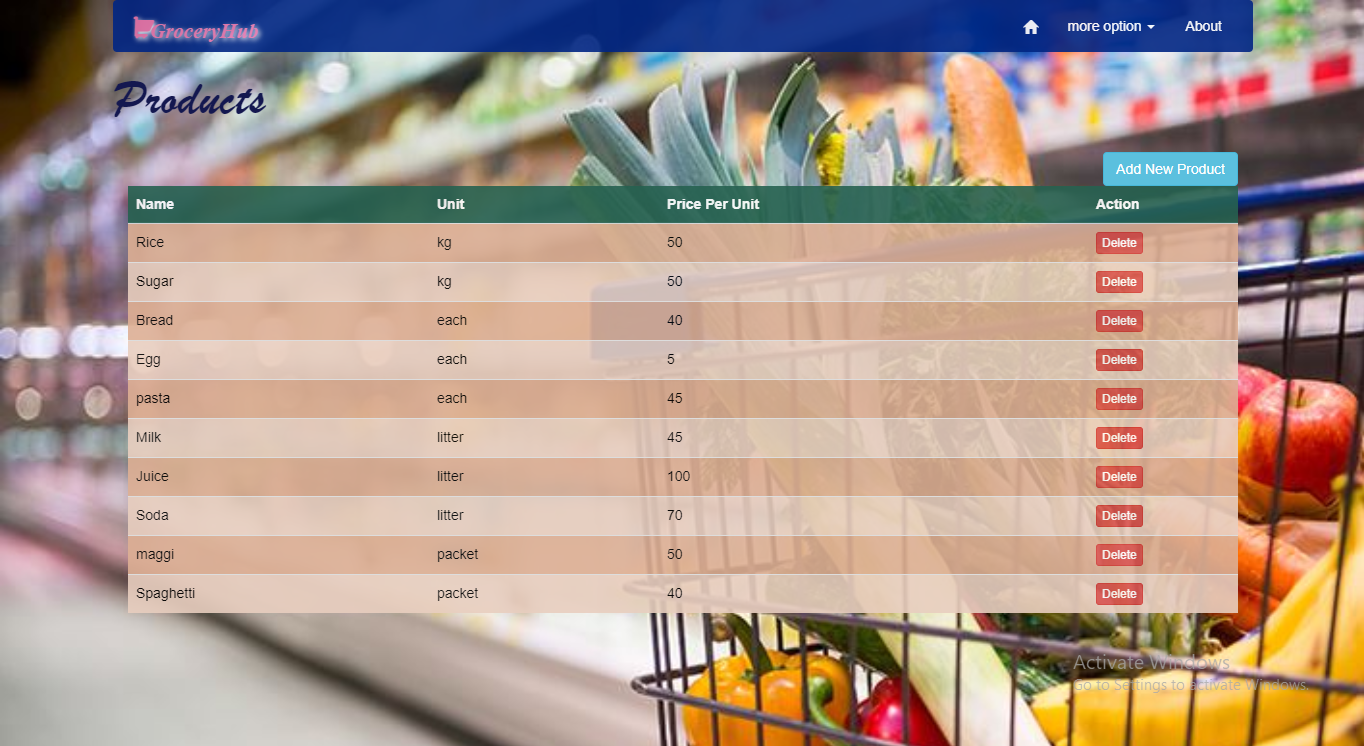 GroceryHub more option About
Products
Add New Product
Name Unit Price Per Unit Action
Rice kg 50 Delete
Sugar kg 50 Delete
Bread each 40 Delete
Egg each 5 Delete
pasta each 45 Delete
Milk litter 45 Delete
Juice litter 100 Delete
Soda litter 70 Delete
maggi packet 50 Delete
Spaghetti packet 40 Delete
Activate Windows
Go to Settings to activate Windows.